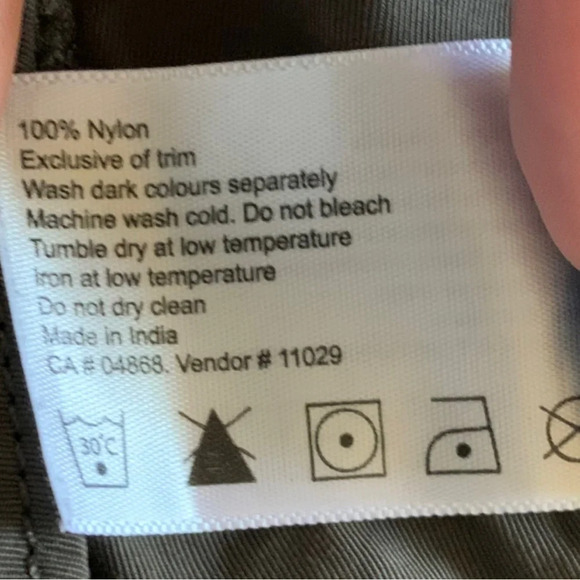 100% Nylon
Exclusive of trim
Wash dark colours separately
Machine wash cold. Do not bleach
Tumble dry at low temperature
Iron at low temperature
Do not dry clean
Made in India
CA # 04868. Vendor # 11029
30°C